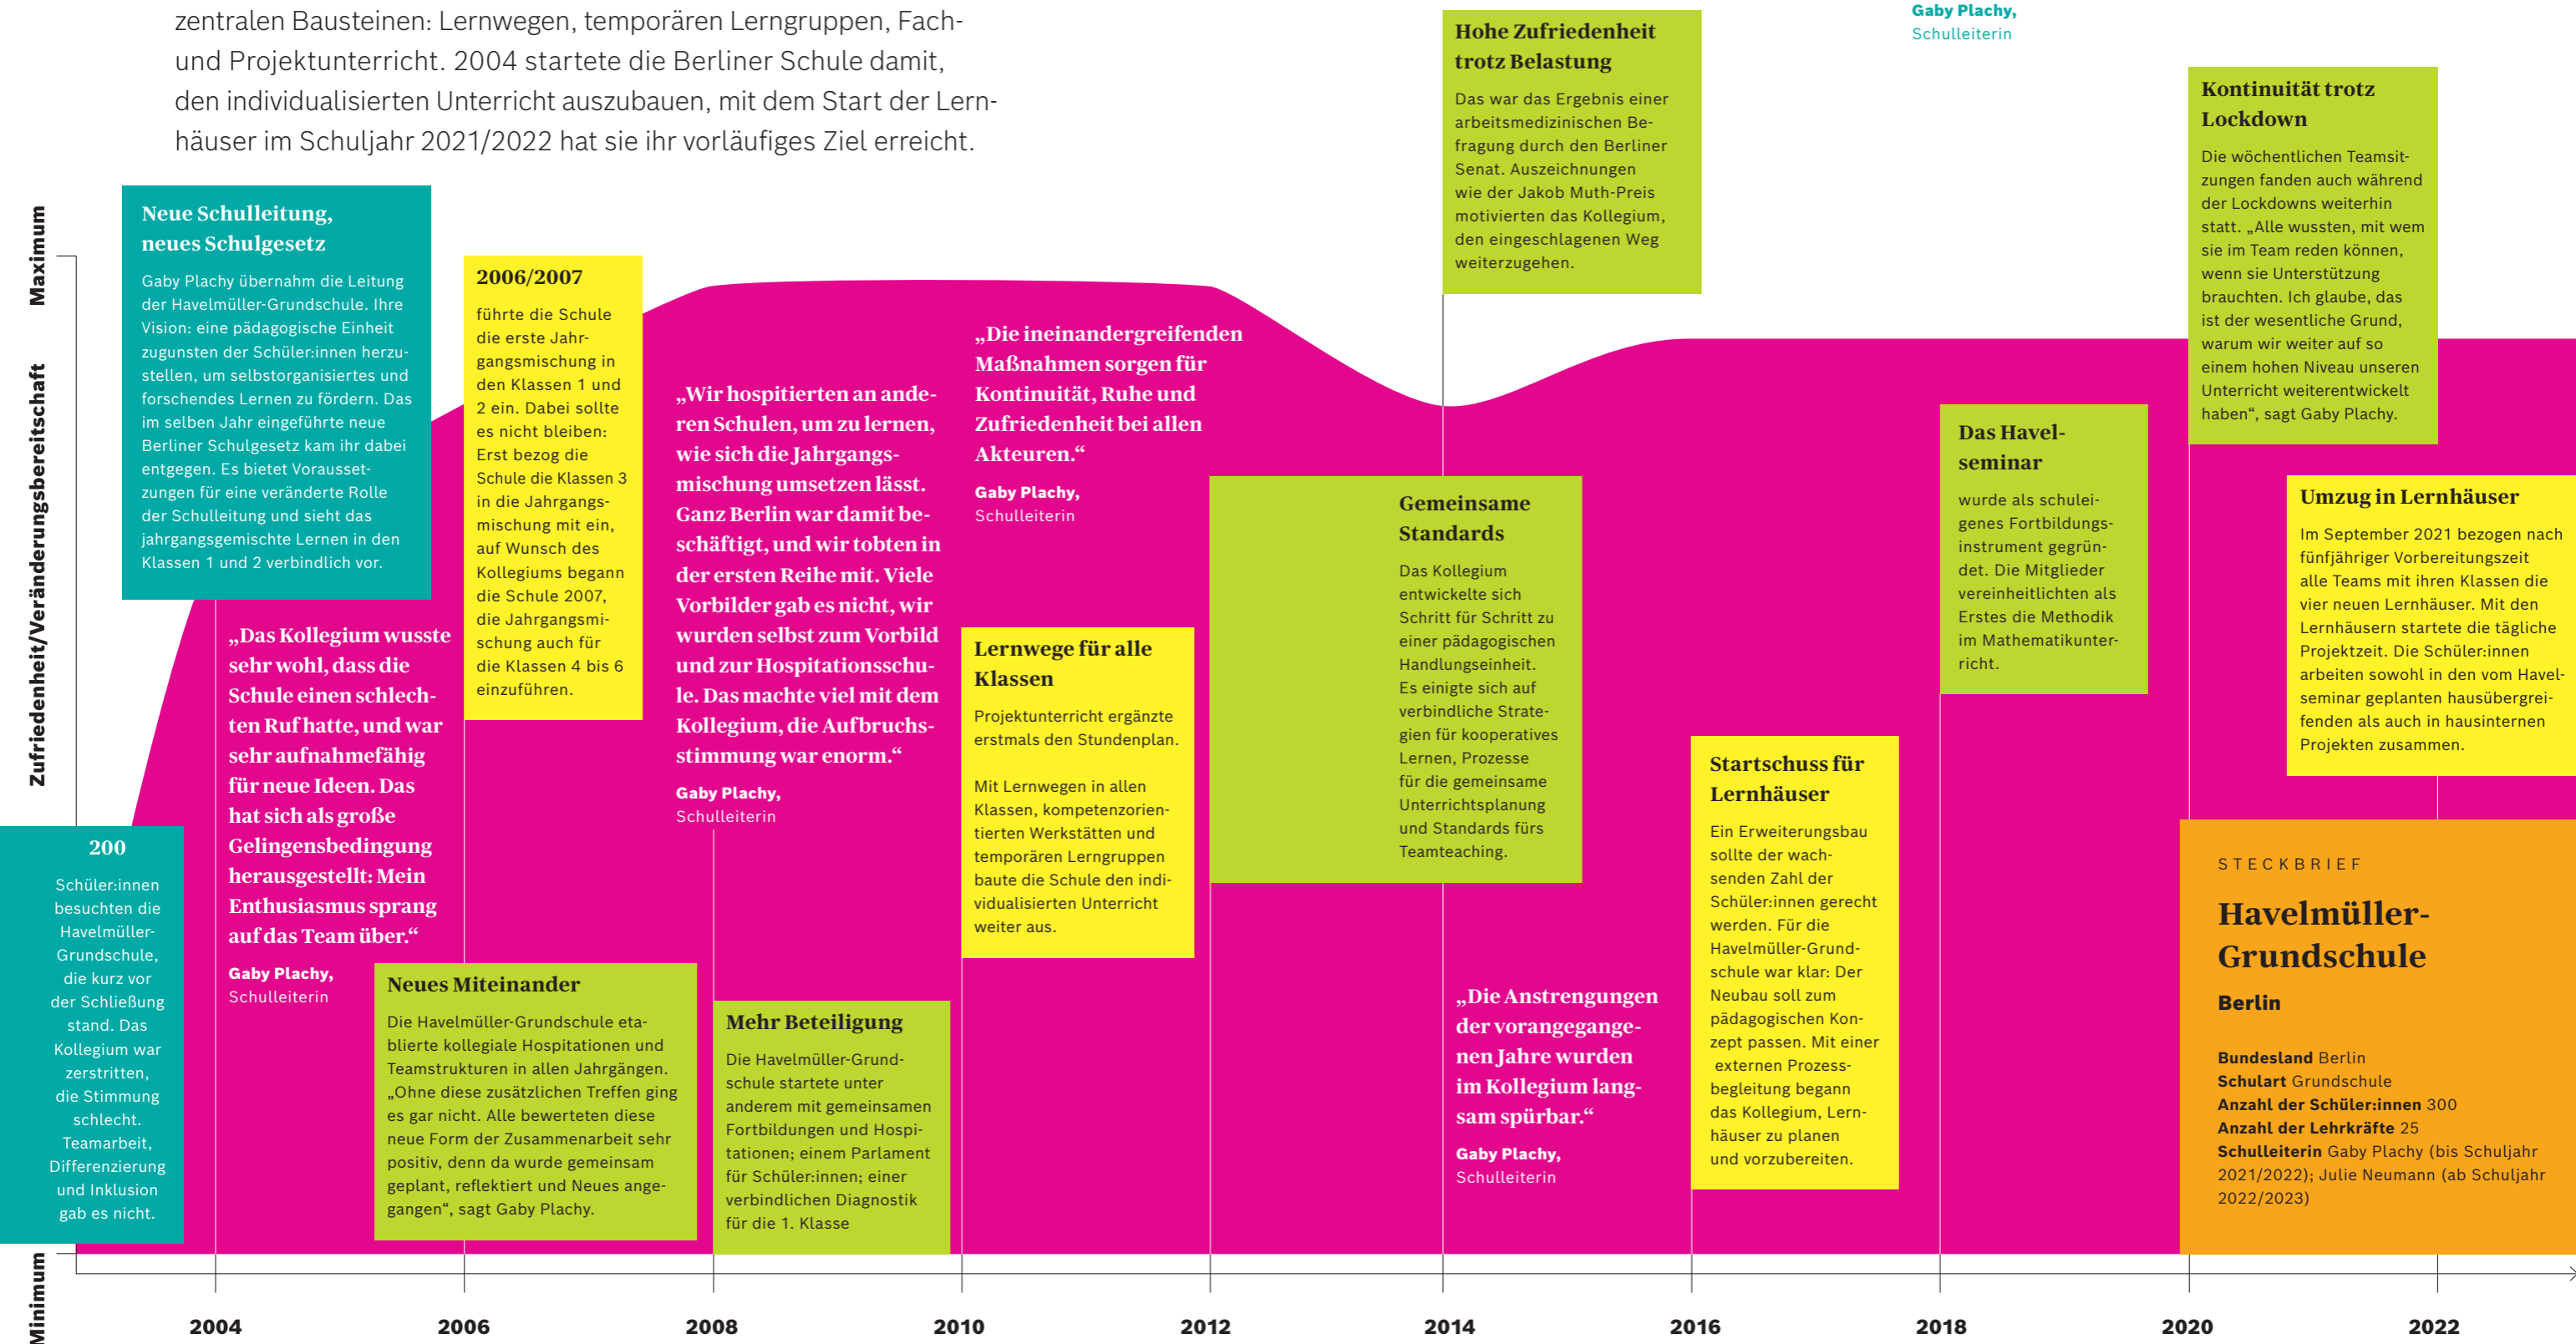 zentralen Bausteinen: Lernwegen, temporären Lerngruppen, Fach-
und Projektunterricht. 2004 startete die Berliner Schule damit,
den individualisierten Unterricht auszubauen, mit dem Start der Lern-
häuser im Schuljahr 2021/2022 hat sie ihr vorläufiges Ziel erreicht.
Gaby Plachy,
Schulleiterin
Maximum
Zufriedenheit/Veränderungsbereitschaft
Minimum
200
Schüler:innen
besuchten die
Havelmüller-
Grundschule,
die kurz vor
der Schließung
stand. Das
Kollegium war
zerstritten,
die Stimmung
schlecht.
Teamarbeit,
Differenzierung
und Inklusion
gab es nicht.
Neue Schulleitung,
neues Schulgesetz
Gaby Plachy übernahm die Leitung
der Havelmüller-Grundschule. Ihre
Vision: eine pädagogische Einheit
zugunsten der Schüler:innen herzu-
stellen, um selbstorganisiertes und
forschendes Lernen zu fördern. Das
im selben Jahr eingeführte neue
Berliner Schulgesetz kam ihr dabei
entgegen. Es bietet Vorausset-
zungen für eine veränderte Rolle
der Schulleitung und sieht das
jahrgangsgemischte Lernen in den
Klassen 1 und 2 verbindlich vor.
„Das Kollegium wusste
sehr wohl, dass die
Schule einen schlech-
ten Ruf hatte, und war
sehr aufnahmefähig
für neue Ideen. Das
hat sich als große
Gelingensbedingung
herausgestellt: Mein
Enthusiasmus sprang
auf das Team über.“
Gaby Plachy,
Schulleiterin
2006/2007
führte die Schule
die erste Jahr-
gangsmischung in
den Klassen 1 und
2 ein. Dabei sollte
es nicht bleiben:
Erst bezog die
Schule die Klassen 3
in die Jahrgangs-
mischung mit ein,
auf Wunsch des
Kollegiums begann
die Schule 2007,
die Jahrgangsmi-
schung auch für
die Klassen 4 bis 6
einzuführen.
Neues Miteinander
Die Havelmüller-Grundschule eta-
blierte kollegiale Hospitationen und
Teamstrukturen in allen Jahrgängen.
„Ohne diese zusätzlichen Treffen ging
es gar nicht. Alle bewerteten diese
neue Form der Zusammenarbeit sehr
positiv, denn da wurde gemeinsam
geplant, reflektiert und Neues ange-
gangen“, sagt Gaby Plachy.
„Wir hospitierten an ande-
ren Schulen, um zu lernen,
wie sich die Jahrgangs-
mischung umsetzen lässt.
Ganz Berlin war damit be-
schäftigt, und wir tobten in
der ersten Reihe mit. Viele
Vorbilder gab es nicht, wir
wurden selbst zum Vorbild
und zur Hospitationsschu-
le. Das machte viel mit dem
Kollegium, die Aufbruchs-
stimmung war enorm.“
Gaby Plachy,
Schulleiterin
Mehr Beteiligung
Die Havelmüller-Grund-
schule startete unter
anderem mit gemeinsamen
Fortbildungen und Hospi-
tationen; einem Parlament
für Schüler:innen; einer
verbindlichen Diagnostik
für die 1. Klasse
„Die ineinandergreifenden
Maßnahmen sorgen für
Kontinuität, Ruhe und
Zufriedenheit bei allen
Akteuren.“
Gaby Plachy,
Schulleiterin
Lernwege für alle
Klassen
Projektunterricht ergänzte
erstmals den Stundenplan.
Mit Lernwegen in allen
Klassen, kompetenzorien-
tierten Werkstätten und
temporären Lerngruppen
baute die Schule den indi-
vidualisierten Unterricht
weiter aus.
Hohe Zufriedenheit
trotz Belastung
Das war das Ergebnis einer
arbeitsmedizinischen Be-
fragung durch den Berliner
Senat. Auszeichnungen
wie der Jakob Muth-Preis
motivierten das Kollegium,
den eingeschlagenen Weg
weiterzugehen.
Gemeinsame
Standards
Das Kollegium
entwickelte sich
Schritt für Schritt zu
einer pädagogischen
Handlungseinheit.
Es einigte sich auf
verbindliche Strate-
gien für kooperatives
Lernen, Prozesse
für die gemeinsame
Unterrichtsplanung
und Standards fürs
Teamteaching.
„Die Anstrengungen
der vorangegange-
nen Jahre wurden
im Kollegium lang-
sam spürbar.“
Gaby Plachy,
Schulleiterin
Startschuss für
Lernhäuser
Ein Erweiterungsbau
sollte der wach-
senden Zahl der
Schüler:innen gerecht
werden. Für die
Havelmüller-Grund-
schule war klar: Der
Neubau soll zum
pädagogischen Kon-
zept passen. Mit einer
externen Prozess-
begleitung begann
das Kollegium, Lern-
häuser zu planen
und vorzubereiten.
Das Havel-
seminar
wurde als schulei-
genes Fortbildungs-
instrument gegrün-
det. Die Mitglieder
vereinheitlichten als
Erstes die Methodik
im Mathematikunter-
richt.
Kontinuität trotz
Lockdown
Die wöchentlichen Teamsit-
zungen fanden auch während
der Lockdowns weiterhin
statt. „Alle wussten, mit wem
sie im Team reden können,
wenn sie Unterstützung
brauchten. Ich glaube, das
ist der wesentliche Grund,
warum wir weiter auf so
einem hohen Niveau unseren
Unterricht weiterentwickelt
haben“, sagt Gaby Plachy.
Umzug in Lernhäuser
Im September 2021 bezogen nach
fünfjähriger Vorbereitungszeit
alle Teams mit ihren Klassen die
vier neuen Lernhäuser. Mit den
Lernhäusern startete die tägliche
Projektzeit. Die Schüler:innen
arbeiten sowohl in den vom Havel-
seminar geplanten hausübergrei-
fenden als auch in hausinternen
Projekten zusammen.
STECKBRIEF
Havelmüller-
Grundschule
Berlin
Bundesland Berlin
Schulart Grundschule
Anzahl der Schüler:innen 300
Anzahl der Lehrkräfte 25
Schulleiterin Gaby Plachy (bis Schuljahr
2021/2022); Julie Neumann (ab Schuljahr
2022/2023)
2004 2006 2008 2010 2012 2014 2016 2018 2020 2022